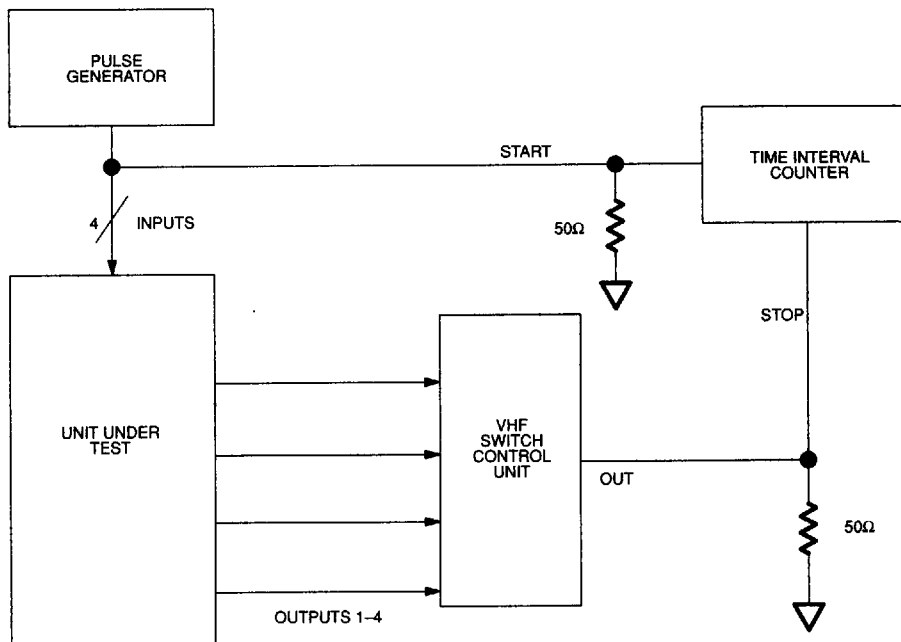 PULSE
GENERATOR
START
TIME INTERVAL
COUNTER
4
INPUTS
50Ω
STOP
UNIT UNDER
TEST
VHF
SWITCH
CONTROL
UNIT
OUT
50Ω
OUTPUTS 1–4